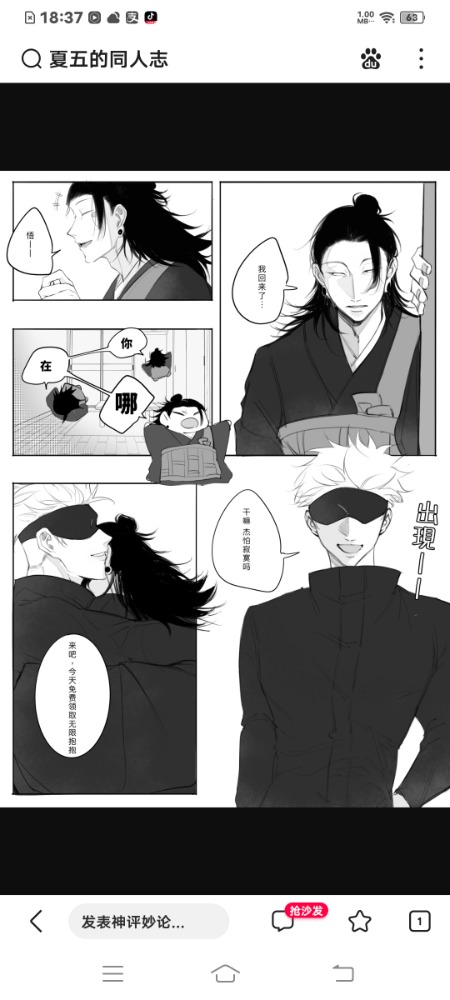 18:37
1.00
MB...
63
夏五的同人志
du
我回来了…
悟——
你
在
哪
干嘛 杰怕寂寞吗
出現——
来吧，今天免费领取无限抱抱
发表神评妙论...
抢沙发
1